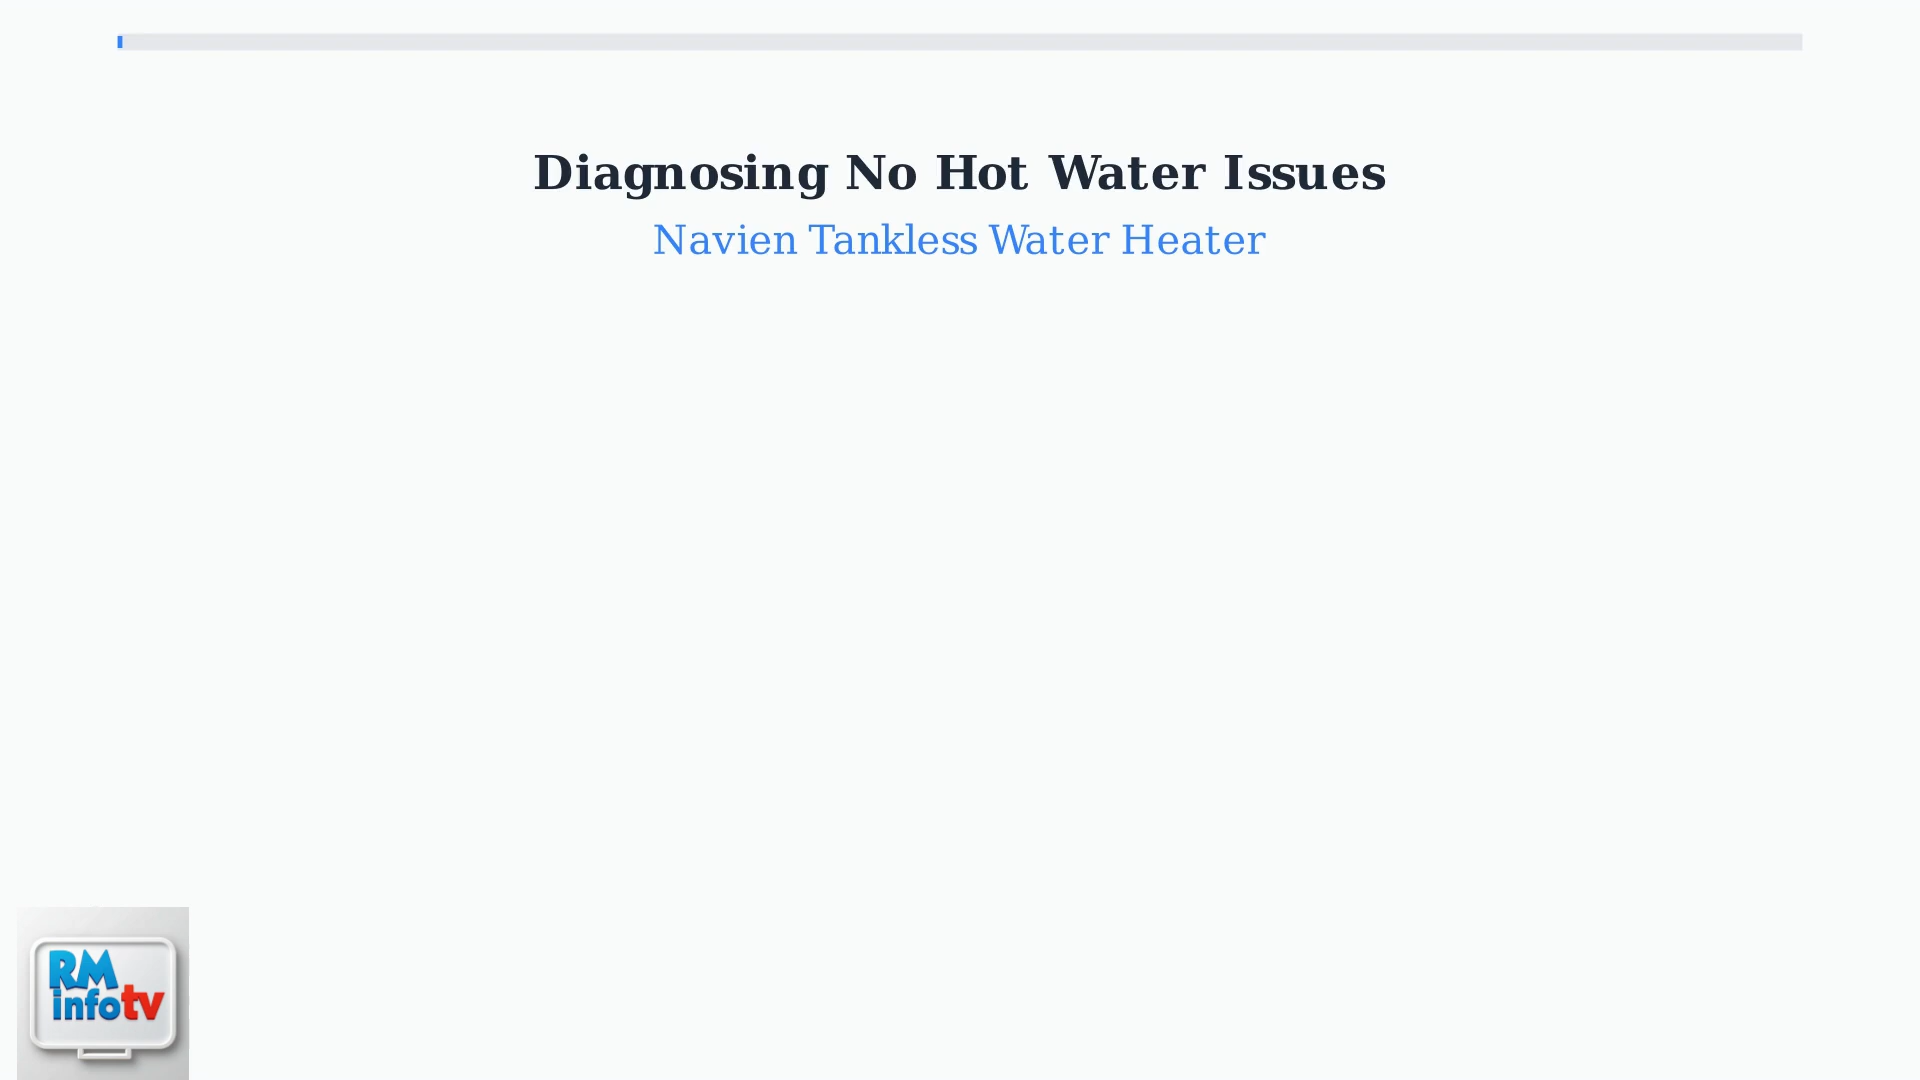 Diagnosing No Hot Water Issues
Navien Tankless Water Heater
RM
infotv